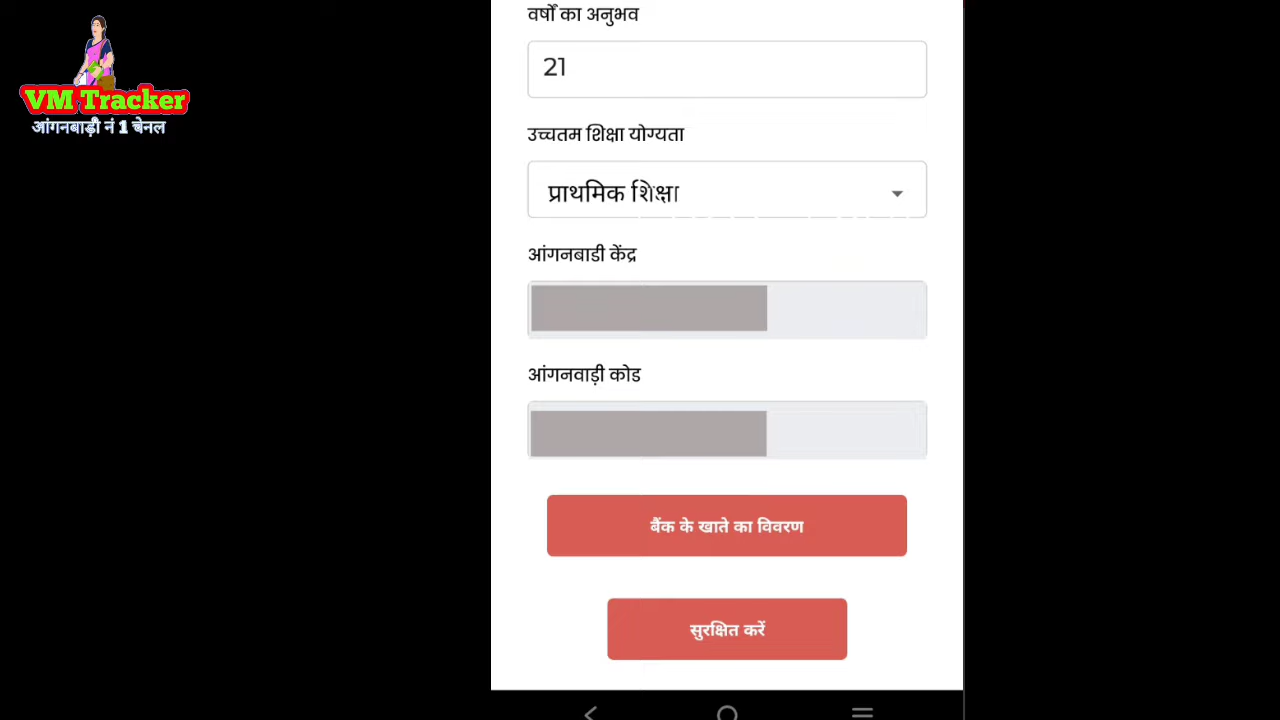 VM Tracker
आंगनबाड़ी नं 1 चेनल
वर्षों का अनुभव
21
उच्चतम शिक्षा योग्यता
प्राथमिक शिक्षा
आंगनबाडी केंद्र
आंगनवाड़ी कोड
बैंक के खाते का विवरण
सुरक्षित करें